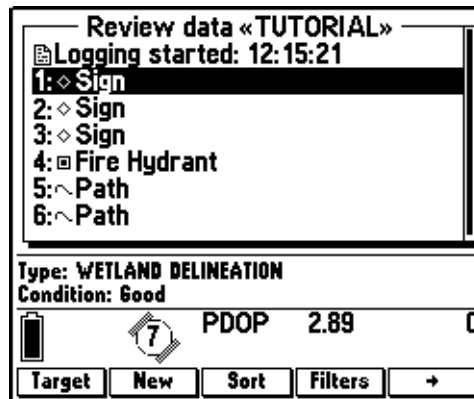 Review data «TUTORIAL»
Logging started: 12:15:21
1: Sign
2: Sign
3: Sign
4: Fire Hydrant
5: Path
6: Path
Type: WETLAND DELINEATION
Condition: Good
7 PDOP 2.89
Target New Sort Filters →